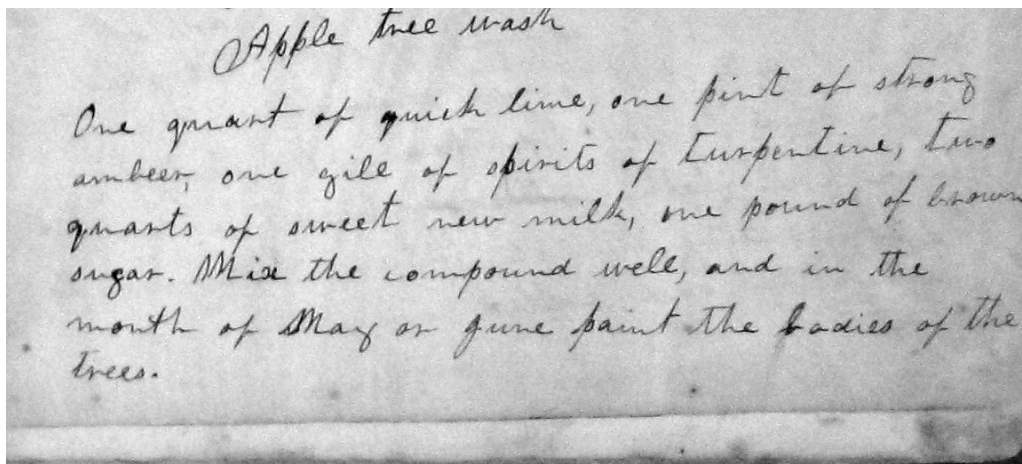 Apple tree wash
One quart of quick lime, one pint of strong
ambeer, one gill of spirits of turpentine, two
quarts of sweet new milk, one pound of brown
sugar. Mix the compound well, and in the
month of May or June paint the bodies of the
trees.